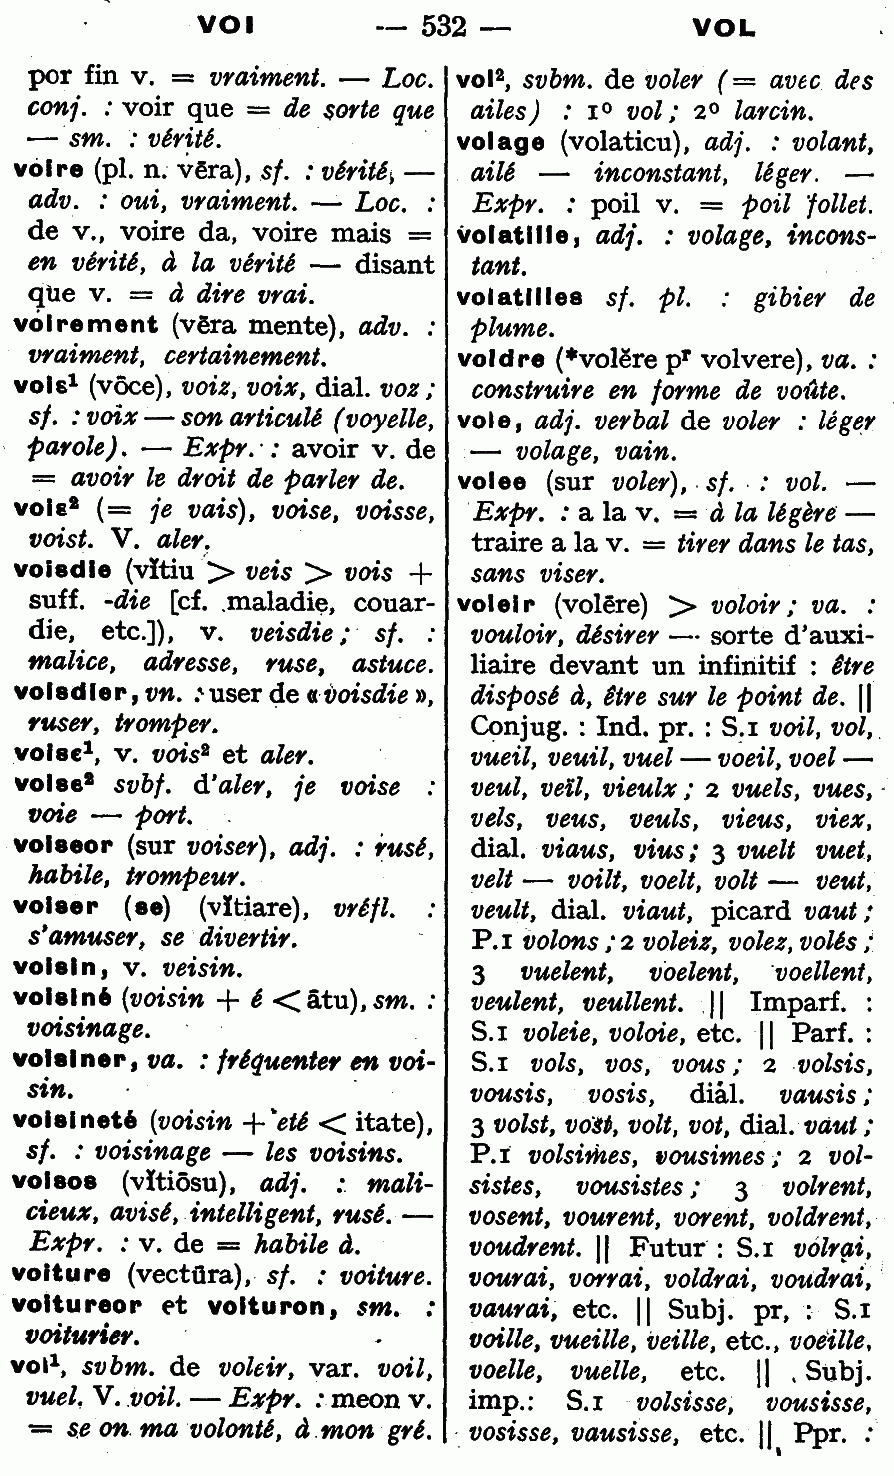 VOI — 532 — VOL
por fin v. = vraiment. — Loc.
conj. : voir que = de sorte que
— sm. : vérité.
voire (pl. n. vēra), sf. : vérité, —
adv. : oui, vraiment. — Loc. :
de v., voire da, voire mais =
en vérité, à la vérité — disant
que v. = à dire vrai.
voirement (vēra mente), adv. :
vraiment, certainement.
vois¹ (vōce), voiz, voix, dial. voz ;
sf. : voix — son articulé (voyelle,
parole). — Expr. : avoir v. de
= avoir le droit de parler de.
vois² (= je vais), voise, voisse,
voist. V. aler.
voisdie (vĭtiu > veis > vois +
suff. -die [cf. maladie, couar-
die, etc.]), v. veisdie ; sf. :
malice, adresse, ruse, astuce.
voisdier, vn. : user de « voisdie »,
ruser, tromper.
voise¹, v. vois² et aler.
voise² svbf. d'aler, je voise :
voie — port.
voiseor (sur voiser), adj. : rusé,
habile, trompeur.
voiser (se) (vĭtiare), vréfl. :
s'amuser, se divertir.
voisin, v. veisin.
voisiné (voisin + é < ātu), sm. :
voisinage.
voisiner, va. : fréquenter en voi-
sin.
voisineté (voisin + eté < itate),
sf. : voisinage — les voisins.
voisos (vĭtiōsu), adj. : mali-
cieux, avisé, intelligent, rusé. —
Expr. : v. de = habile à.
voiture (vectūra), sf. : voiture.
voitureor et voituron, sm. :
voiturier.
vol¹, svbm. de voleir, var. voil,
vuel. V. voil. — Expr. : meon v.
= se on ma volonté, à mon gré.
vol², svbm. de voler (= avec des
ailes) : 1º vol ; 2º larcin.
volage (volaticu), adj. : volant,
ailé — inconstant, léger. —
Expr. : poil v. = poil follet.
volatille, adj. : volage, incons-
tant.
volatilles sf. pl. : gibier de
plume.
voldre (*volĕre pʳ volvere), va. :
construire en forme de voûte.
vole, adj. verbal de voler : léger
— volage, vain.
volee (sur voler), sf. : vol. —
Expr. : a la v. = à la légère —
traire a la v. = tirer dans le tas,
sans viser.
voleir (volēre) > voloir ; va. :
vouloir, désirer — sorte d'auxi-
liaire devant un infinitif : être
disposé à, être sur le point de. ||
Conjug. : Ind. pr. : S.1 voil, vol,
vueil, veuil, vuel — voeil, voel —
veul, veïl, vieulx ; 2 vuels, vues,
vels, veus, veuls, vieus, viex,
dial. viaus, vius ; 3 vuelt vuet,
velt — voilt, voelt, volt — veut,
veult, dial. viaut, picard vaut ;
P.1 volons ; 2 voleiz, volez, volés ;
3 vuelent, voelent, voellent,
veulent, veullent. || Imparf. :
S.1 voleie, voloie, etc. || Parf. :
S.1 vols, vos, vous ; 2 volsis,
vousis, vosis, dial. vausis ;
3 volst, vost, volt, vot, dial. vaut ;
P.1 volsimes, vousimes ; 2 vol-
sistes, vousistes ; 3 volrent,
vosent, vourent, vorent, voldrent,
voudrent. || Futur : S.1 volrai,
vourai, vorrai, voldrai, voudrai,
vaurai, etc. || Subj. pr, : S.1
voille, vueille, veille, etc., voeille,
voelle, vuelle, etc. || Subj.
imp.: S.1 volsisse, vousisse,
vosisse, vausisse, etc. || Ppr. :